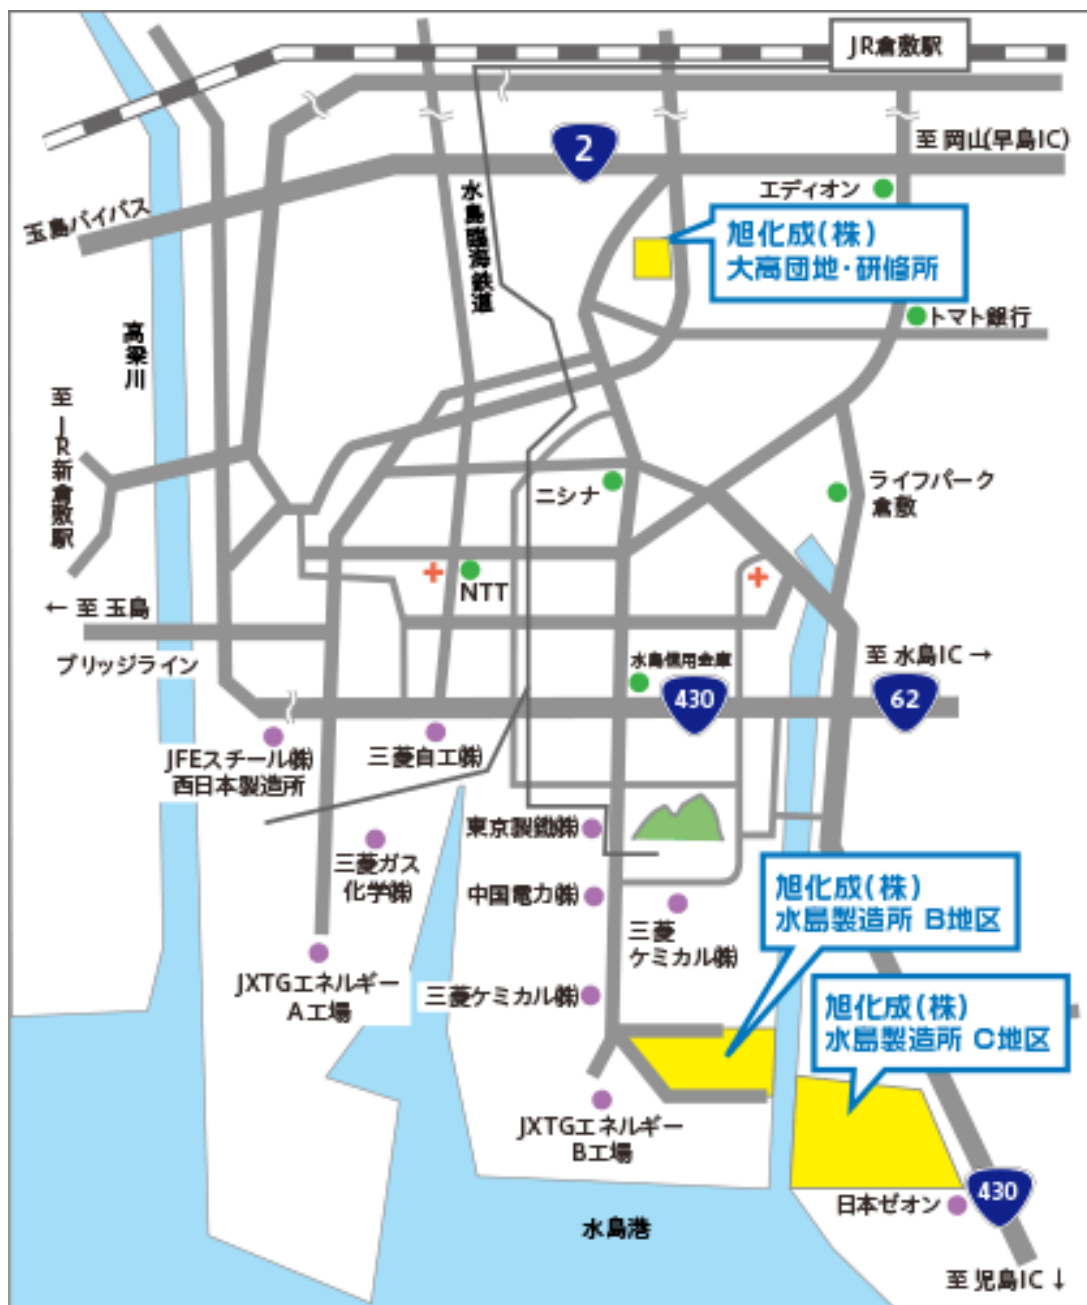 JR倉敷駅
2
至 岡山(早島IC)
エディオン
玉島バイパス
水島臨海鉄道
旭化成(株)
大高団地・研修所
トマト銀行
高梁川
至 JR新倉敷駅
ニシナ
ライフパーク
倉敷
NTT
← 至 玉島
ブリッジライン
水島信用金庫
至 水島IC →
430
62
JFEスチール㈱
西日本製造所
三菱自工㈱
東京製鐵㈱
三菱ガス
化学㈱
中国電力㈱
旭化成(株)
水島製造所 B地区
三菱
ケミカル㈱
JXTGエネルギー
A工場
三菱ケミカル㈱
旭化成(株)
水島製造所 C地区
JXTGエネルギー
B工場
430
日本ゼオン
水島港
至 児島IC ↓